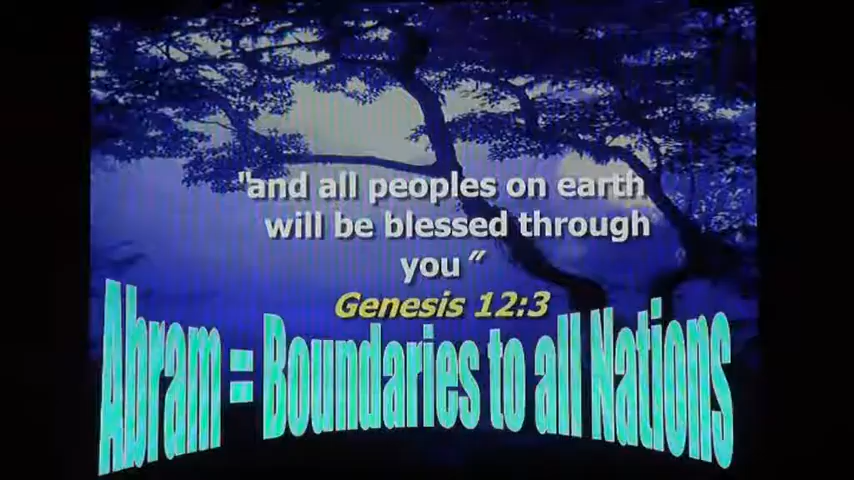 "and all peoples on earth
will be blessed through
you”
Genesis 12:3
Abram = Boundaries to all Nations